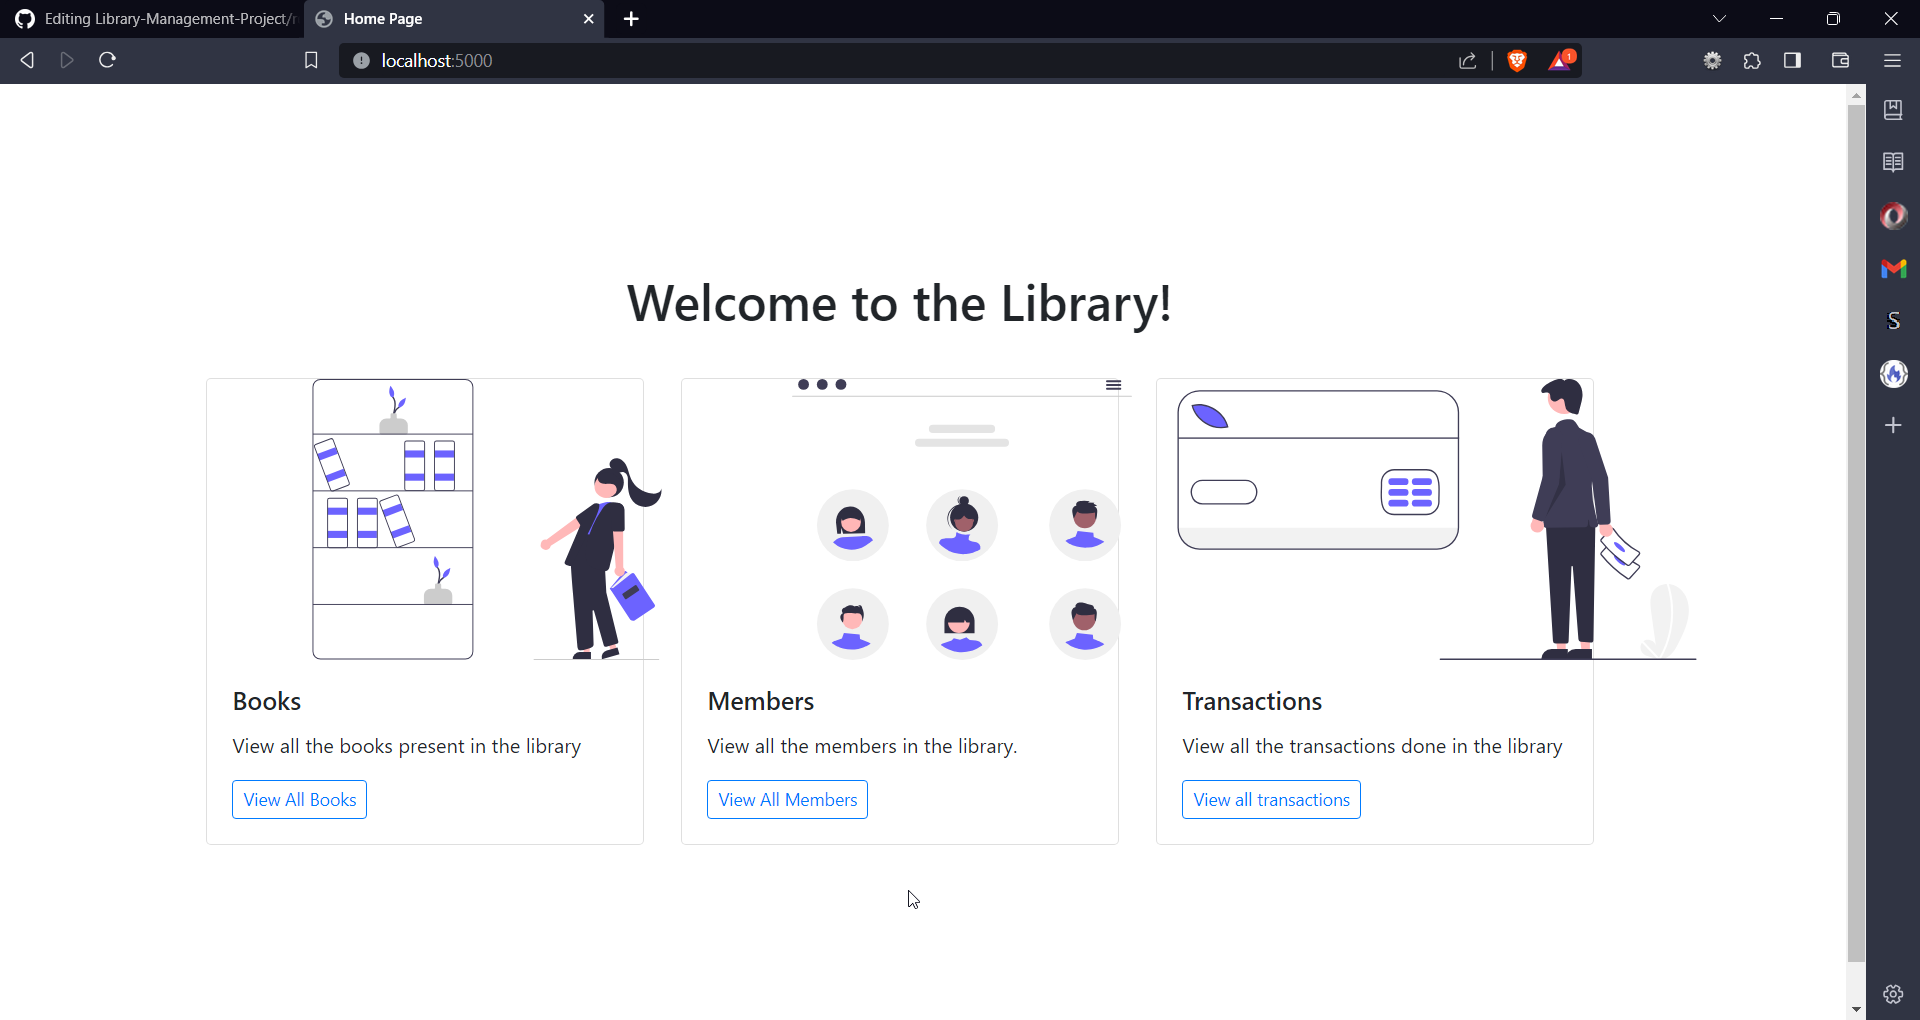 Editing Library-Management-Project/r
Home Page
localhost:5000
1
Welcome to the Library!
Books
View all the books present in the library
View All Books
Members
View all the members in the library.
View All Members
Transactions
View all the transactions done in the library
View all transactions
S